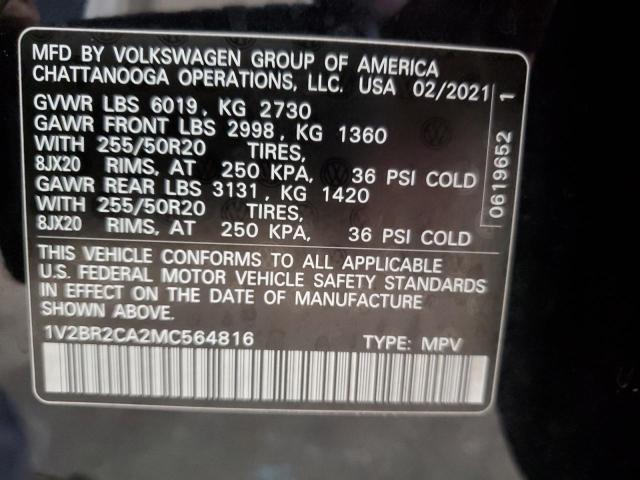 MFD BY VOLKSWAGEN GROUP OF AMERICA
CHATTANOOGA OPERATIONS, LLC. USA 02/2021
GVWR LBS 6019, KG 2730
GAWR FRONT LBS 2998, KG 1360
WITH 255/50R20 TIRES,
8JX20 RIMS, AT 250 KPA, 36 PSI COLD
GAWR REAR LBS 3131, KG 1420
WITH 255/50R20 TIRES,
8JX20 RIMS, AT 250 KPA, 36 PSI COLD
THIS VEHICLE CONFORMS TO ALL APPLICABLE
U.S. FEDERAL MOTOR VEHICLE SAFETY STANDARDS
IN EFFECT ON THE DATE OF MANUFACTURE
SHOWN ABOVE.
1V2BR2CA2MC564816 TYPE: MPV
0619652 1